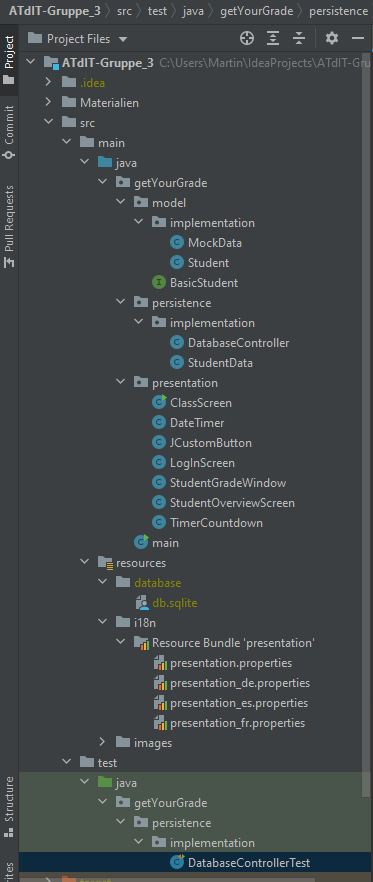 ATdIT-Gruppe_3 src test java getYourGrade persistence
Project
Commit
Pull Requests
Structure
Project Files
ATdIT-Gruppe_3 C:\Users\Martin\IdeaProjects\ATdIT-Gru
.idea
Materialien
src
main
java
getYourGrade
model
implementation
MockData
Student
BasicStudent
persistence
implementation
DatabaseController
StudentData
presentation
ClassScreen
DateTimer
JCustomButton
LogInScreen
StudentGradeWindow
StudentOverviewScreen
TimerCountdown
main
resources
database
db.sqlite
i18n
Resource Bundle 'presentation'
presentation.properties
presentation_de.properties
presentation_es.properties
presentation_fr.properties
images
test
java
getYourGrade
persistence
implementation
DatabaseControllerTest